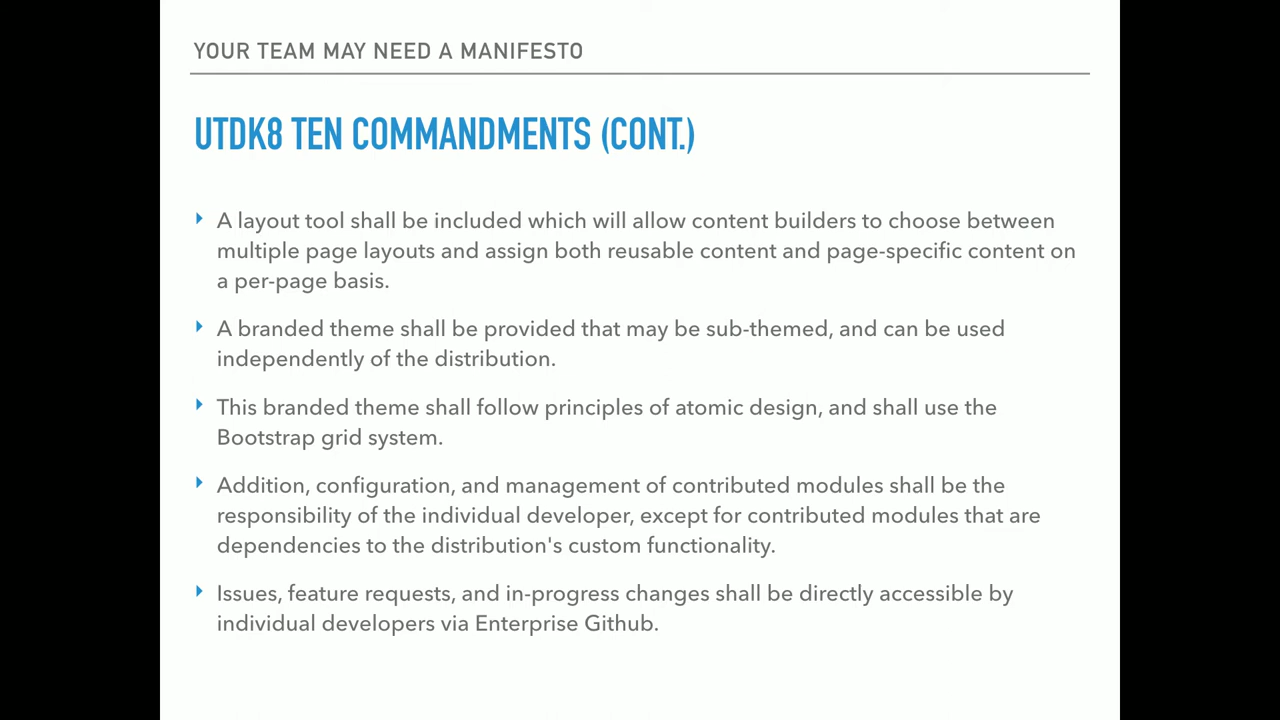 YOUR TEAM MAY NEED A MANIFESTO
UTDK8 TEN COMMANDMENTS (CONT.)
A layout tool shall be included which will allow content builders to choose between
multiple page layouts and assign both reusable content and page-specific content on
a per-page basis.
A branded theme shall be provided that may be sub-themed, and can be used
independently of the distribution.
This branded theme shall follow principles of atomic design, and shall use the
Bootstrap grid system.
Addition, configuration, and management of contributed modules shall be the
responsibility of the individual developer, except for contributed modules that are
dependencies to the distribution's custom functionality.
Issues, feature requests, and in-progress changes shall be directly accessible by
individual developers via Enterprise Github.